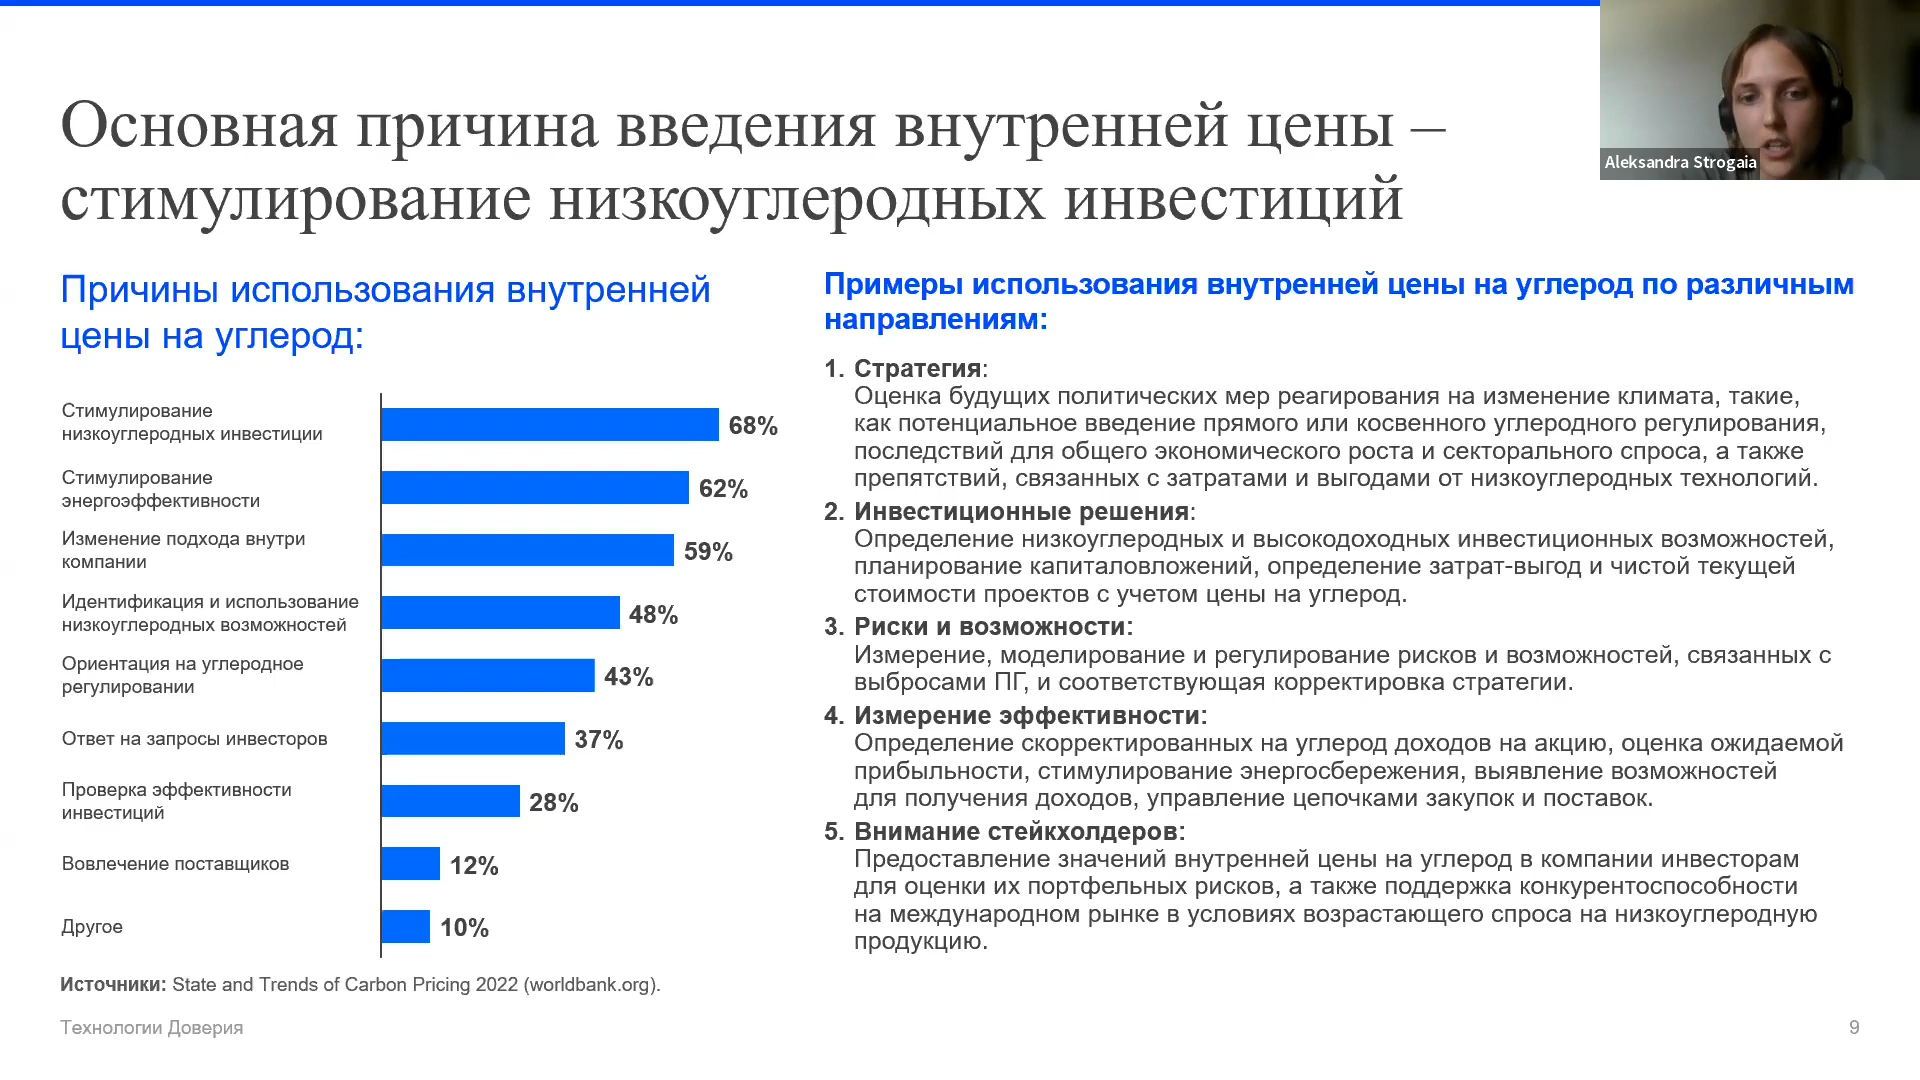 Основная причина введения внутренней цены –
стимулирование низкоуглеродных инвестиций
Aleksandra Strogaia
Причины использования внутренней
цены на углерод:
Стимулирование
низкоуглеродных инвестиции
68%
Стимулирование
энергоэффективности
62%
Изменение подхода внутри
компании
59%
Идентификация и использование
низкоуглеродных возможностей
48%
Ориентация на углеродное
регулировании
43%
Ответ на запросы инвесторов
37%
Проверка эффективности
инвестиций
28%
Вовлечение поставщиков
12%
Другое
10%
Источники: State and Trends of Carbon Pricing 2022 (worldbank.org).
Примеры использования внутренней цены на углерод по различным
направлениям:
1. Стратегия:
Оценка будущих политических мер реагирования на изменение климата, такие,
как потенциальное введение прямого или косвенного углеродного регулирования,
последствий для общего экономического роста и секторального спроса, а также
препятствий, связанных с затратами и выгодами от низкоуглеродных технологий.
2. Инвестиционные решения:
Определение низкоуглеродных и высокодоходных инвестиционных возможностей,
планирование капиталовложений, определение затрат-выгод и чистой текущей
стоимости проектов с учетом цены на углерод.
3. Риски и возможности:
Измерение, моделирование и регулирование рисков и возможностей, связанных с
выбросами ПГ, и соответствующая корректировка стратегии.
4. Измерение эффективности:
Определение скорректированных на углерод доходов на акцию, оценка ожидаемой
прибыльности, стимулирование энергосбережения, выявление возможностей
для получения доходов, управление цепочками закупок и поставок.
5. Внимание стейкхолдеров:
Предоставление значений внутренней цены на углерод в компании инвесторам
для оценки их портфельных рисков, а также поддержка конкурентоспособности
на международном рынке в условиях возрастающего спроса на низкоуглеродную
продукцию.
Технологии Доверия
9